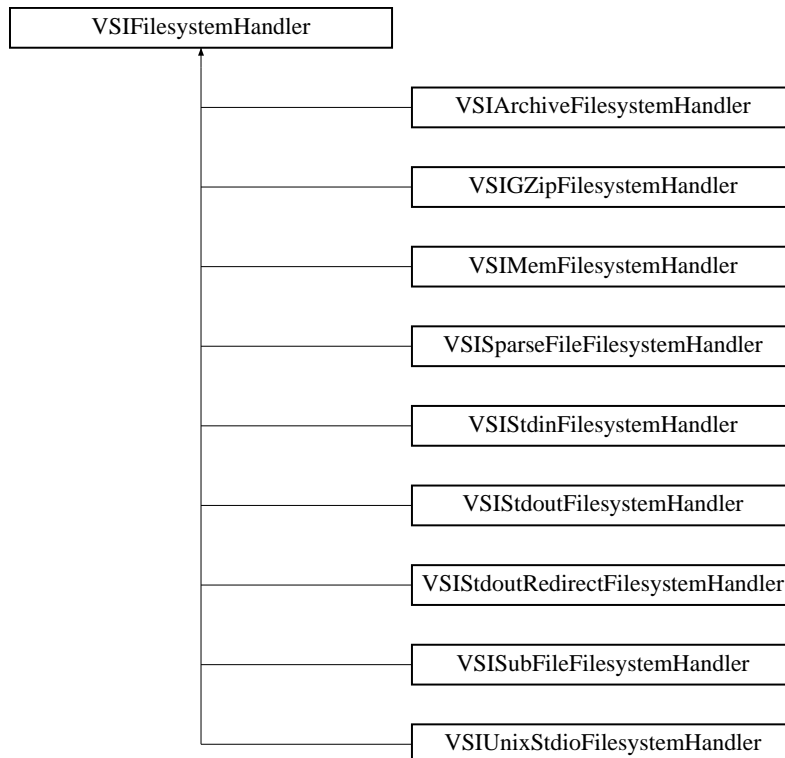 VSIFilesystemHandler
VSIArchiveFilesystemHandler
VSIGZipFilesystemHandler
VSIMemFilesystemHandler
VSISparseFileFilesystemHandler
VSIStdinFilesystemHandler
VSIStdoutFilesystemHandler
VSIStdoutRedirectFilesystemHandler
VSISubFileFilesystemHandler
VSIUnixStdioFilesystemHandler